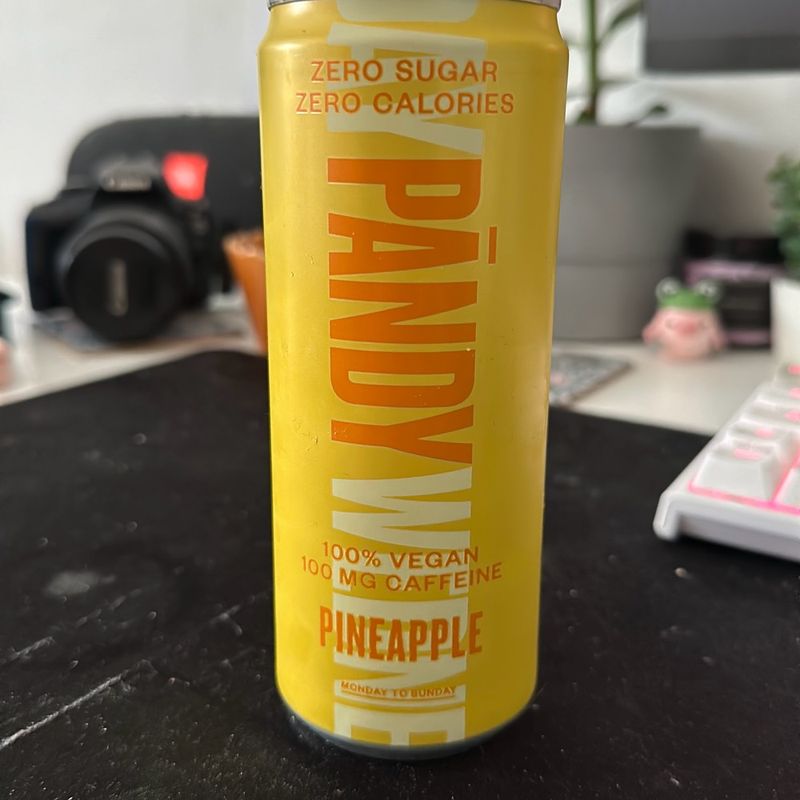 ZERO SUGAR
ZERO CALORIES
PĀNDY
100% VEGAN
100 MG CAFFEINE
PINEAPPLE
MONDAY TO SUNDAY